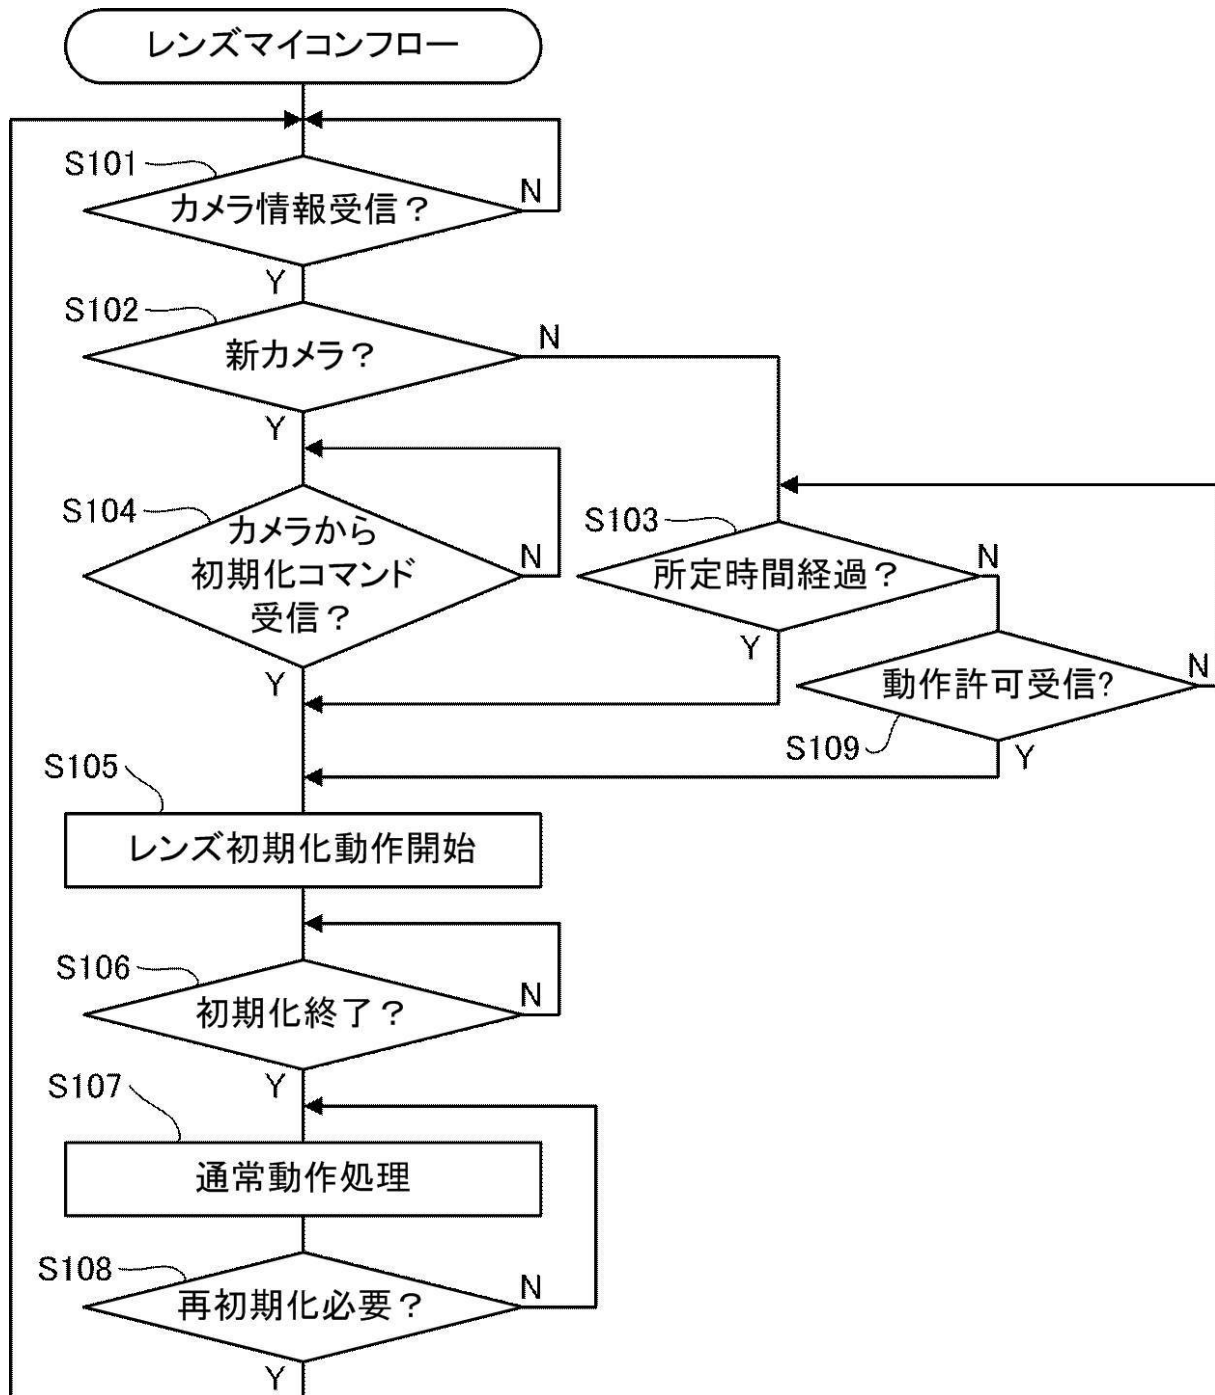 レンズマイコンフロー
S101
カメラ情報受信？
N
Y
S102
新カメラ？
N
Y
S104
カメラから
初期化コマンド
受信？
N
Y
S103
所定時間経過？
N
Y
動作許可受信?
N
S109
Y
S105
レンズ初期化動作開始
S106
初期化終了？
N
Y
S107
通常動作処理
S108
再初期化必要？
N
Y